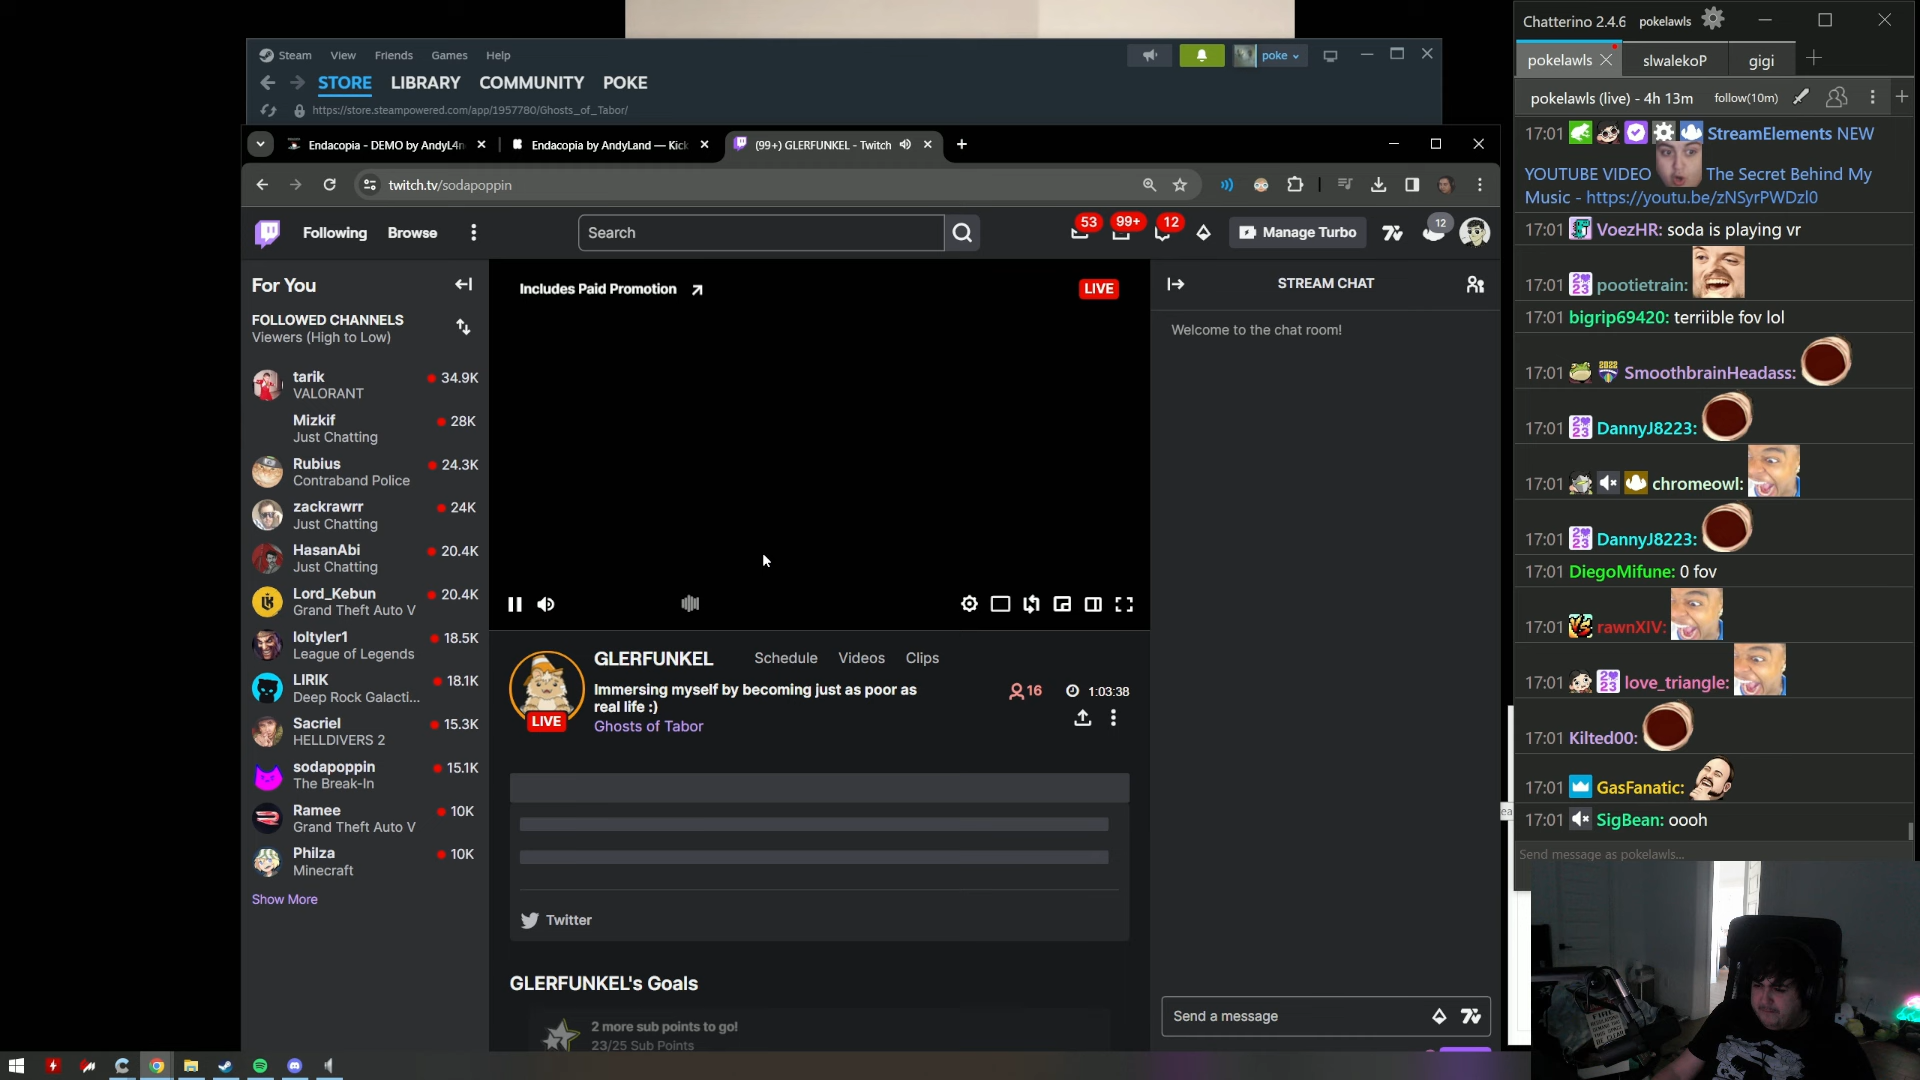 Steam View Friends Games Help
poke
STORE LIBRARY COMMUNITY POKE
https://store.steampowered.com/app/1957780/Ghosts_of_Tabor/
Endacopia - DEMO by AndyL4n
Endacopia by AndyLand — Kick
(99+) GLERFUNKEL - Twitch
twitch.tv/sodapoppin
Following Browse
Search
53
99+
12
Manage Turbo
12
For You
FOLLOWED CHANNELS
Viewers (High to Low)
tarik 34.9K
VALORANT
Mizkif 28K
Just Chatting
Rubius 24.3K
Contraband Police
zackrawrr 24K
Just Chatting
HasanAbi 20.4K
Just Chatting
Lord_Kebun 20.4K
Grand Theft Auto V
loltyler1 18.5K
League of Legends
LIRIK 18.1K
Deep Rock Galacti...
Sacriel 15.3K
HELLDIVERS 2
sodapoppin 15.1K
The Break-In
Ramee 10K
Grand Theft Auto V
Philza 10K
Minecraft
Show More
Includes Paid Promotion
LIVE
GLERFUNKEL Schedule Videos Clips
Immersing myself by becoming just as poor as
real life :)
Ghosts of Tabor
LIVE
16 1:03:38
Twitter
GLERFUNKEL's Goals
2 more sub points to go!
23/25 Sub Points
STREAM CHAT
Welcome to the chat room!
Send a message
Chatterino 2.4.6 pokelawls
pokelawls slwalekoP gigi
pokelawls (live) - 4h 13m follow(10m)
17:01 StreamElements NEW
YOUTUBE VIDEO The Secret Behind My
Music - https://youtu.be/zNSyrPWDzl0
17:01 VoezHR: soda is playing vr
17:01 pootietrain:
17:01 bigrip69420: terriible fov lol
17:01 SmoothbrainHeadass:
17:01 DannyJ8223:
17:01 chromeowl:
17:01 DannyJ8223:
17:01 DiegoMifune: 0 fov
17:01 rawnXIV:
17:01 love_triangle:
17:01 Kilted00:
17:01 GasFanatic:
17:01 SigBean: oooh
Send message as pokelawls...